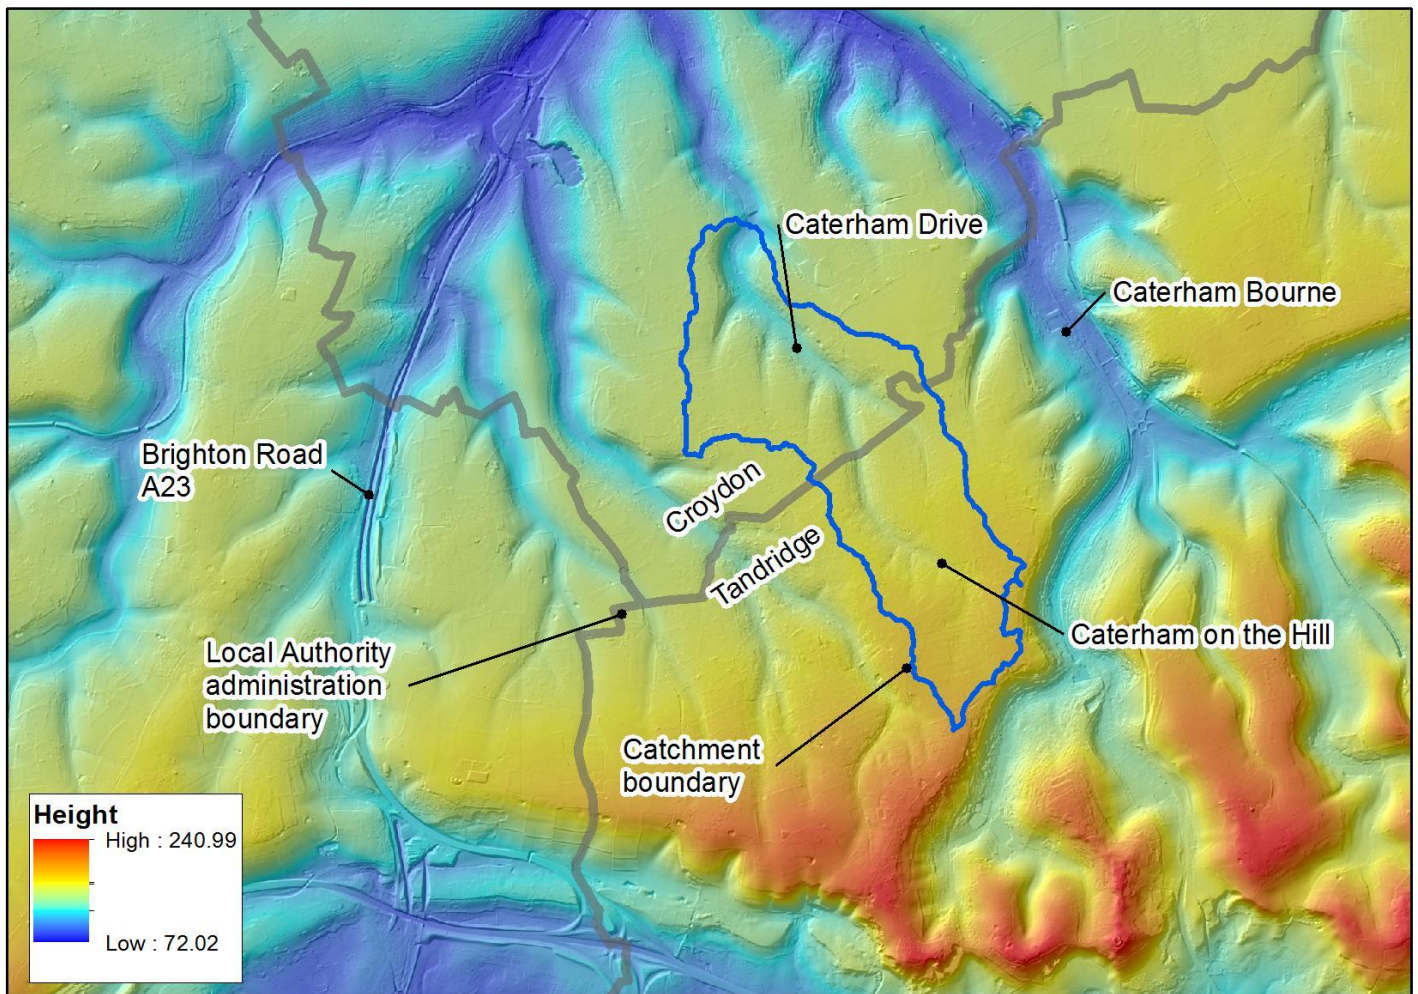 Caterham Drive
Caterham Bourne
Brighton Road
A23
Croydon
Tandridge
Caterham on the Hill
Local Authority
administration
boundary
Catchment
boundary
Height
High : 240.99
Low : 72.02